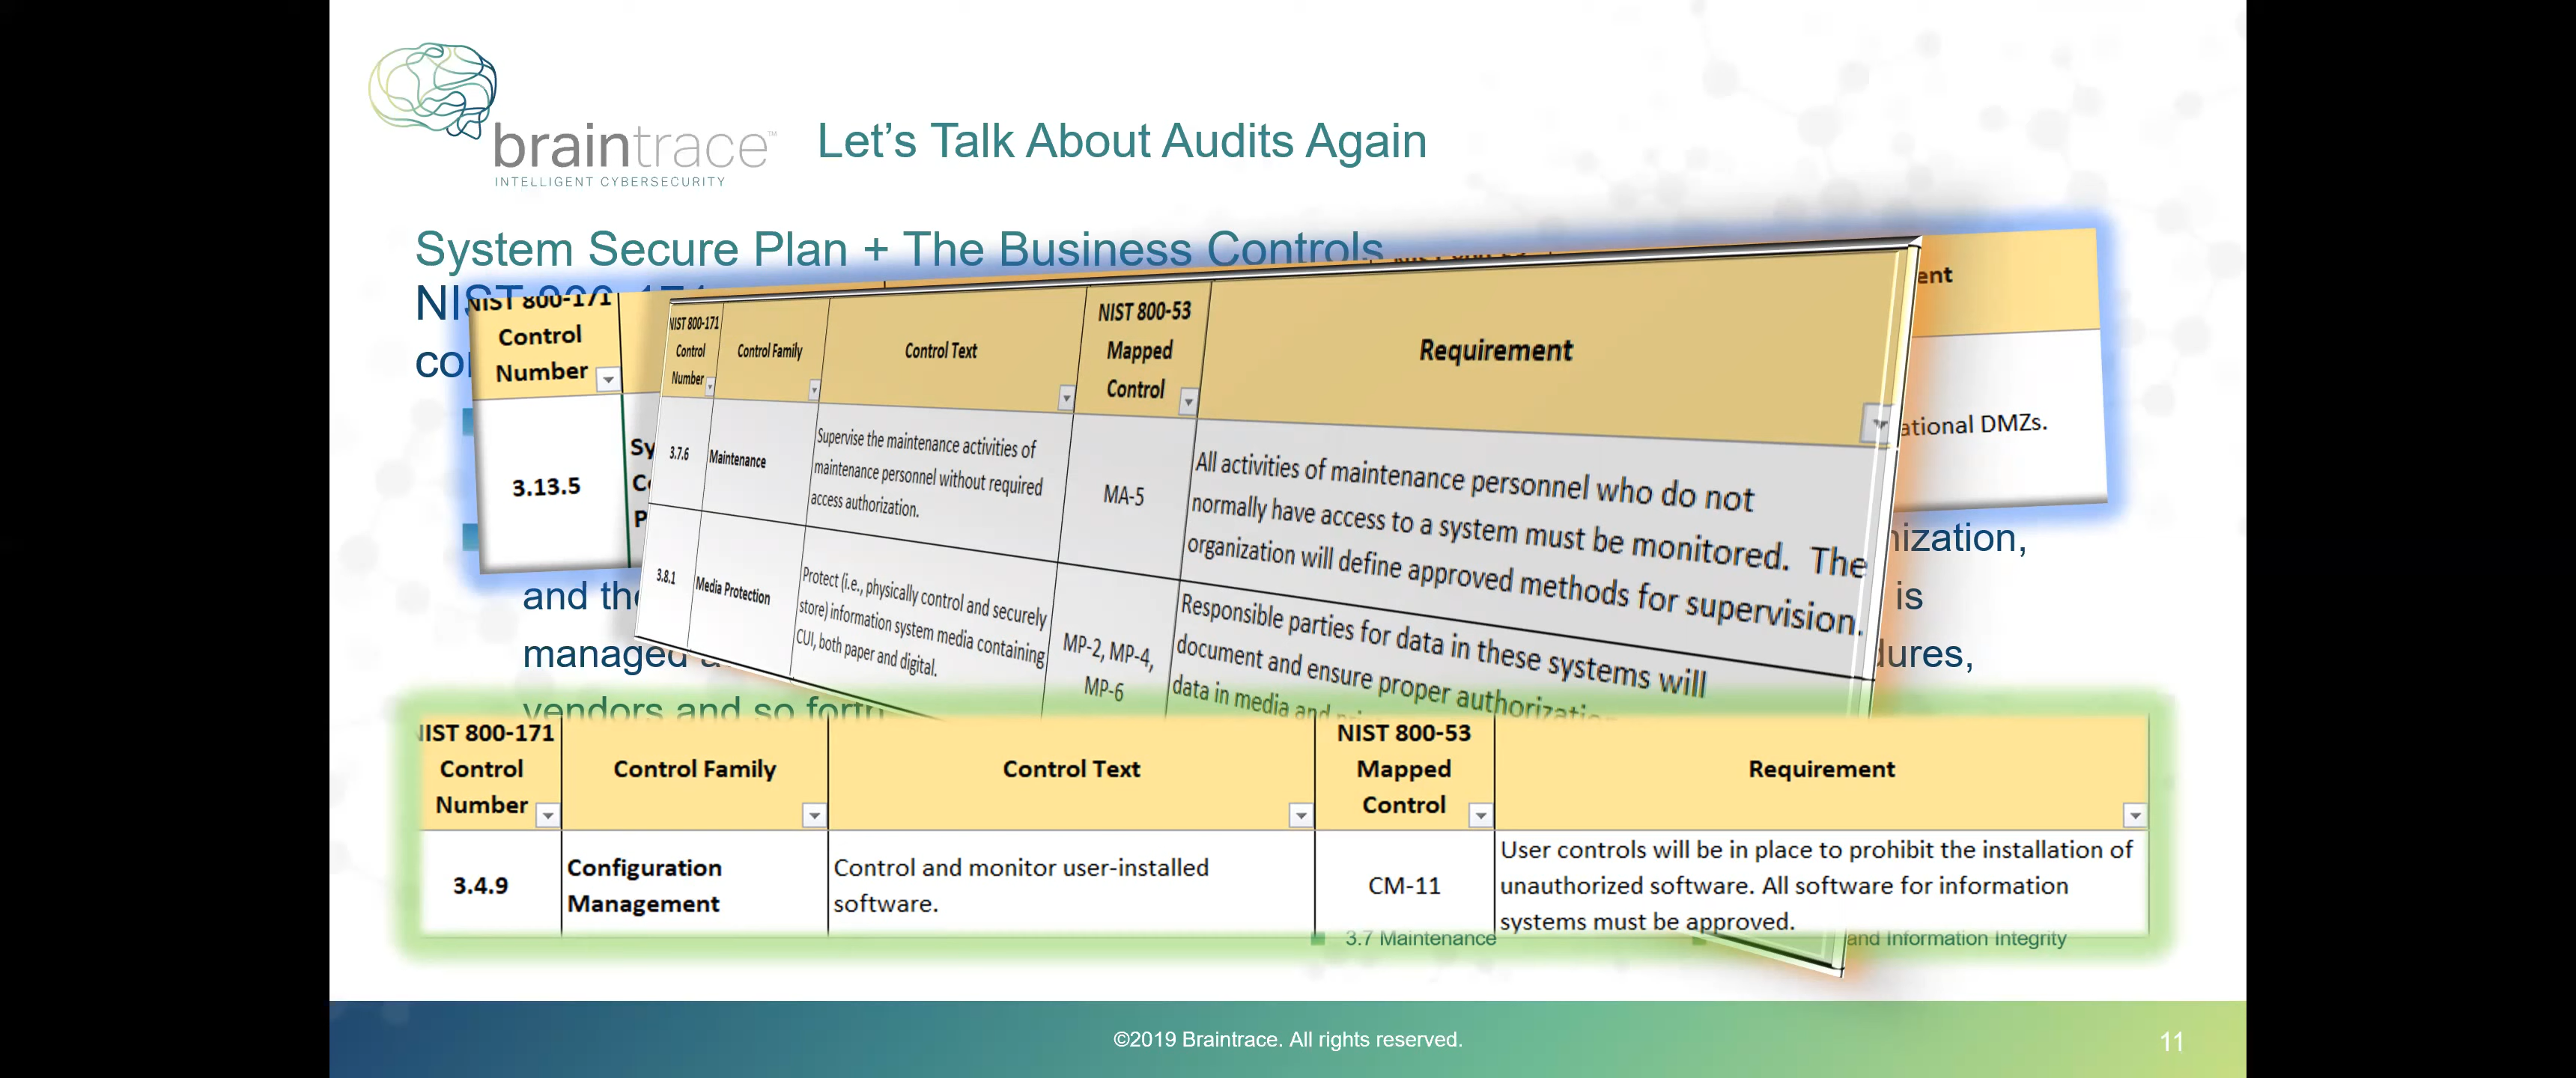 braintrace™
INTELLIGENT CYBERSECURITY
Let's Talk About Audits Again
System Secure Plan + The Business Controls
NIST 800-171
Control
Number
3.13.5
ational DMZs.
NIST 800-171
Control
Number
Control Family
Control Text
NIST 800-53
Mapped
Control
Requirement
3.7.6
Maintenance
Supervise the maintenance activities of
maintenance personnel without required
access authorization.
MA-5
All activities of maintenance personnel who do not
normally have access to a system must be monitored. The
organization will define approved methods for supervision.
3.8.1
Media Protection
Protect (i.e., physically control and securely
store) information system media containing
CUI, both paper and digital.
MP-2, MP-4,
MP-6
Responsible parties for data in these systems will
document and ensure proper
data in media and
nization,
and
is
managed
dures,
vendors and so forth
NIST 800-171
Control
Number
Control Family
Control Text
NIST 800-53
Mapped
Control
Requirement
3.4.9
Configuration
Management
Control and monitor user-installed
software.
CM-11
User controls will be in place to prohibit the installation of
unauthorized software. All software for information
systems must be approved.
3.7 Maintenance
and Information Integrity
©2019 Braintrace. All rights reserved.
11